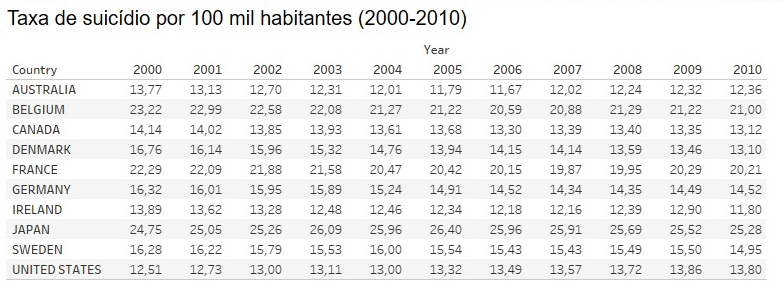 Taxa de suicídio por 100 mil habitantes (2000-2010)
Year
Country 2000 2001 2002 2003 2004 2005 2006 2007 2008 2009 2010
AUSTRALIA 13,77 13,13 12,70 12,31 12,01 11,79 11,67 12,02 12,24 12,32 12,36
BELGIUM 23,22 22,99 22,58 22,08 21,27 21,22 20,59 20,88 21,29 21,22 21,00
CANADA 14,14 14,02 13,85 13,93 13,61 13,68 13,30 13,39 13,40 13,35 13,12
DENMARK 16,76 16,14 15,96 15,32 14,76 13,94 14,15 14,14 13,59 13,46 13,10
FRANCE 22,29 22,09 21,88 21,58 20,47 20,42 20,15 19,87 19,95 20,29 20,21
GERMANY 16,32 16,01 15,95 15,89 15,24 14,91 14,52 14,34 14,35 14,49 14,52
IRELAND 13,89 13,62 13,28 12,48 12,46 12,34 12,18 12,16 12,39 12,90 11,80
JAPAN 24,75 25,05 25,26 26,09 25,96 26,40 25,96 25,91 25,69 25,52 25,28
SWEDEN 16,28 16,22 15,79 15,53 16,00 15,54 15,43 15,43 15,49 15,50 14,95
UNITED STATES 12,51 12,73 13,00 13,11 13,00 13,32 13,49 13,57 13,72 13,86 13,80